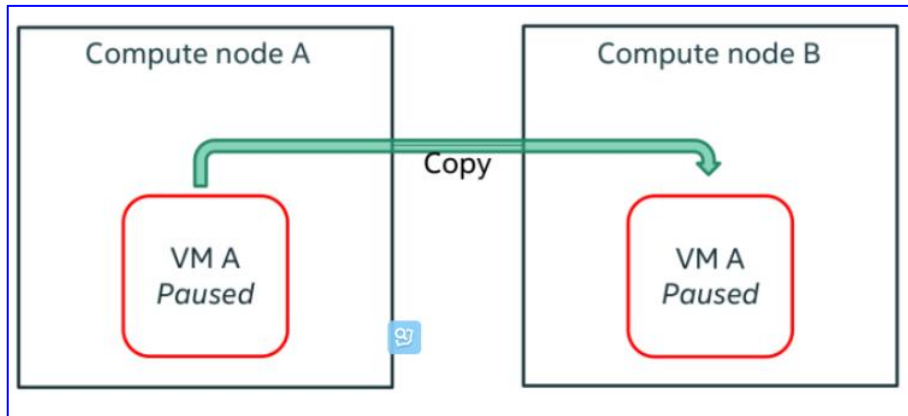 Compute node A
Compute node B
Copy
VM A
Paused
VM A
Paused